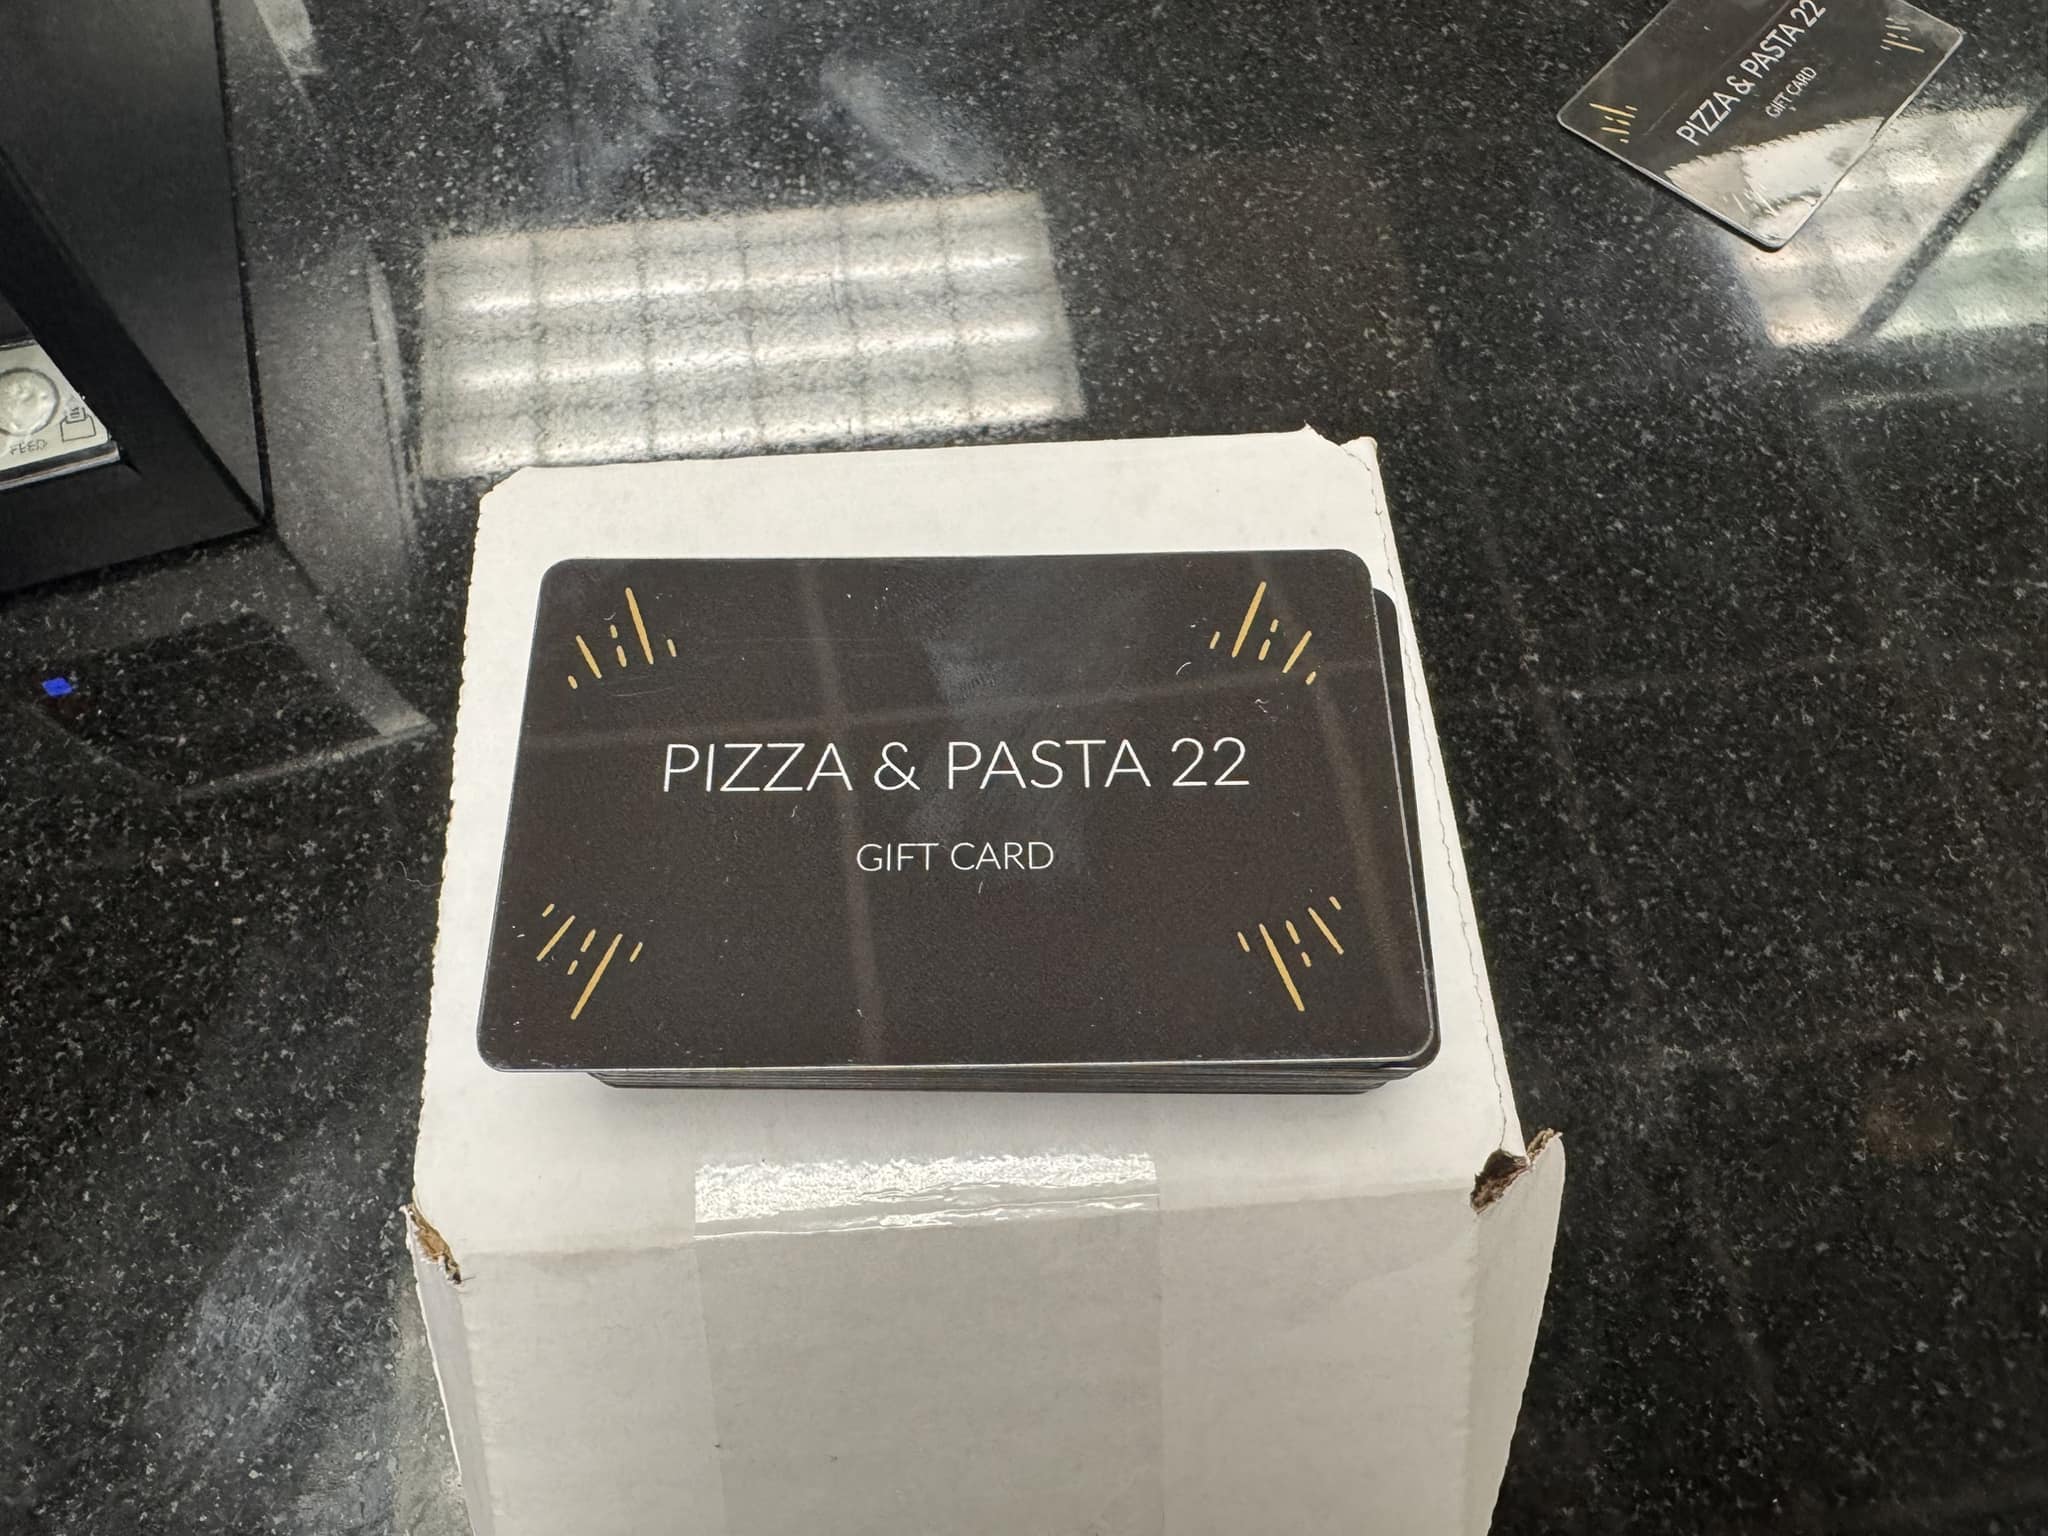 PIZZA & PASTA 22
GIFT CARD
FEED
PIZZA & PASTA 22
GIFT CARD